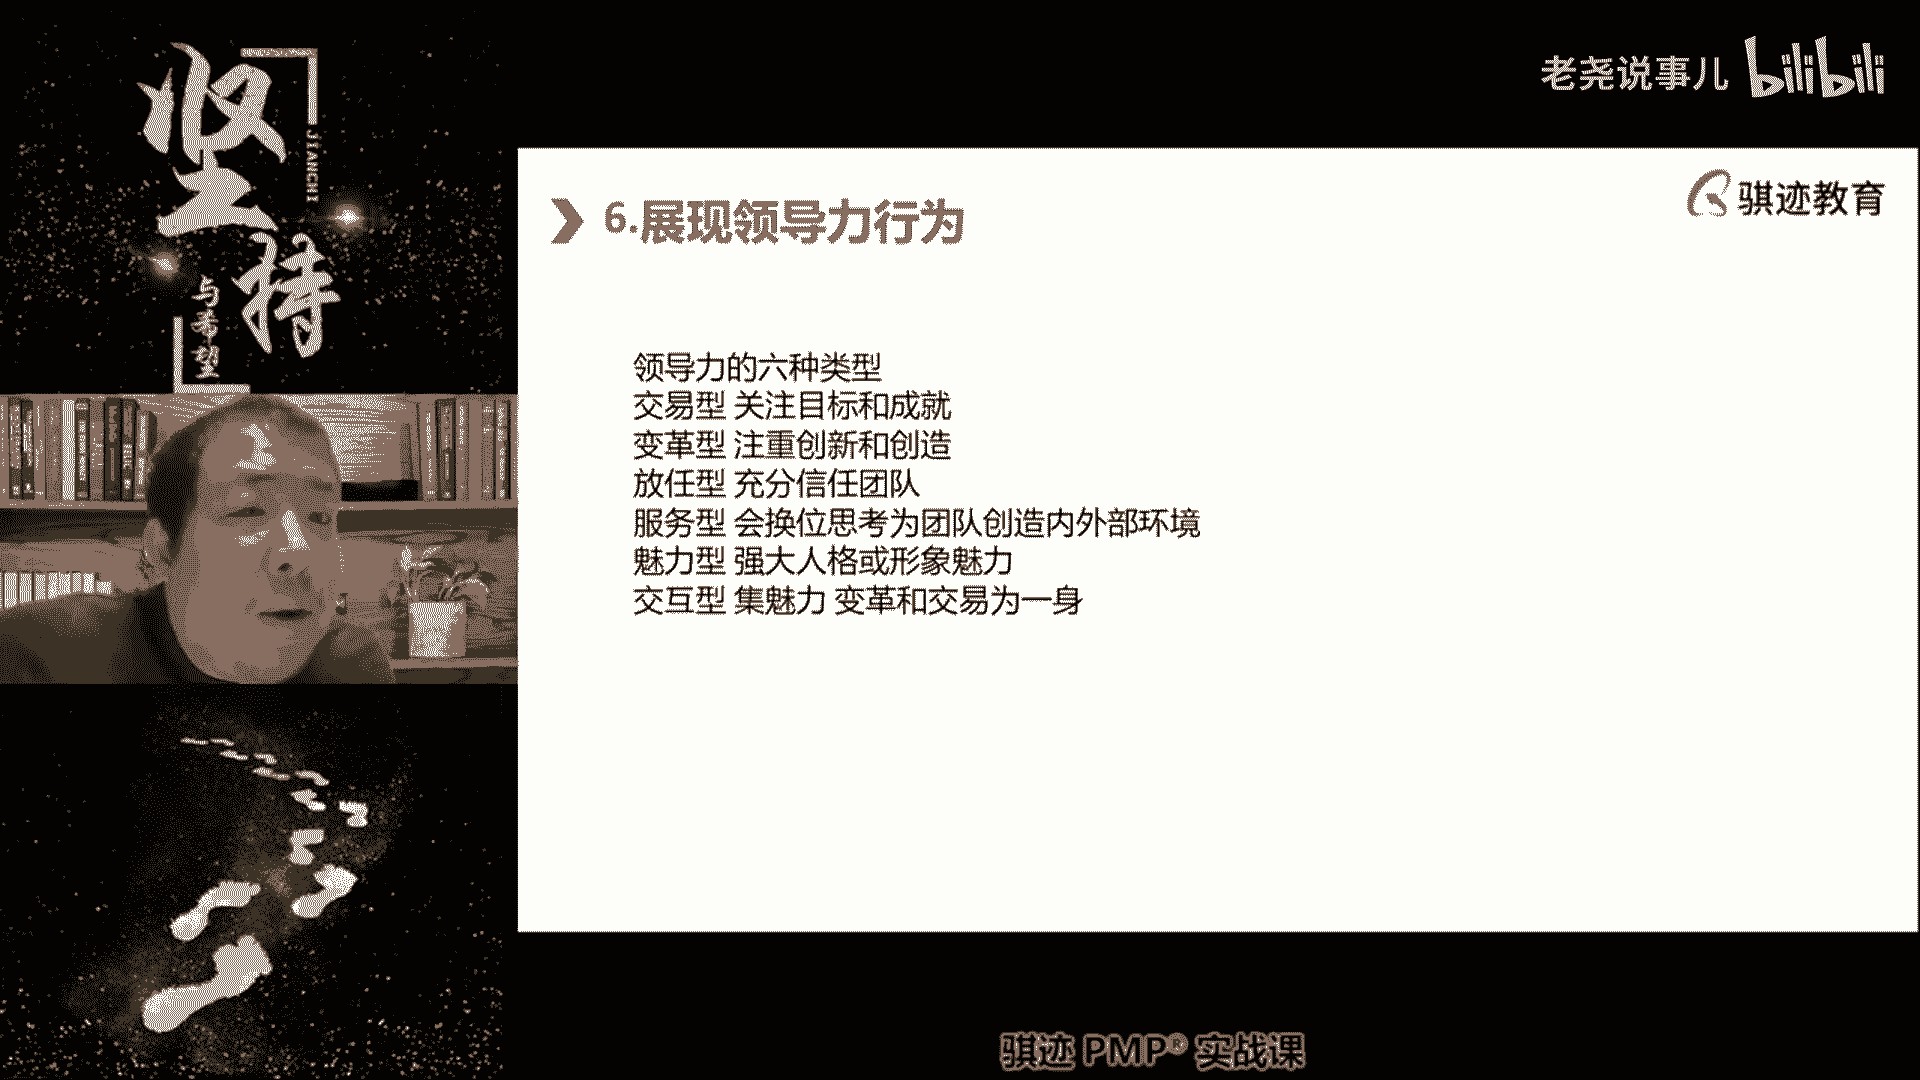 坚持
JIANCHI
与希望
老尧说事儿 bilibili
骐迹教育
6.展现领导力行为
领导力的六种类型
交易型 关注目标和成就
变革型 注重创新和创造
放任型 充分信任团队
服务型 会换位思考为团队创造内外部环境
魅力型 强大人格或形象魅力
交互型 集魅力 变革和交易为一身
骐迹 PMP® 实战课